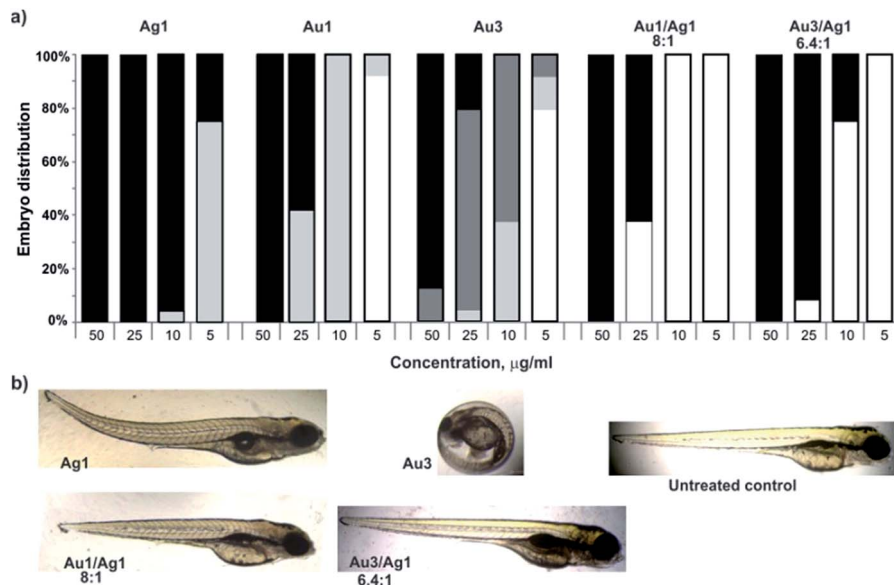 a)
Ag1 Au1 Au3 Au1/Ag1 Au3/Ag1
8:1 6.4:1
100%
80%
60%
40%
20%
0%
Embryo distribution
50 25 10 5 50 25 10 5 50 25 10 5 50 25 10 5 50 25 10 5
Concentration, μg/ml
b)
Ag1
Au3
Untreated control
Au1/Ag1
8:1
Au3/Ag1
6.4:1